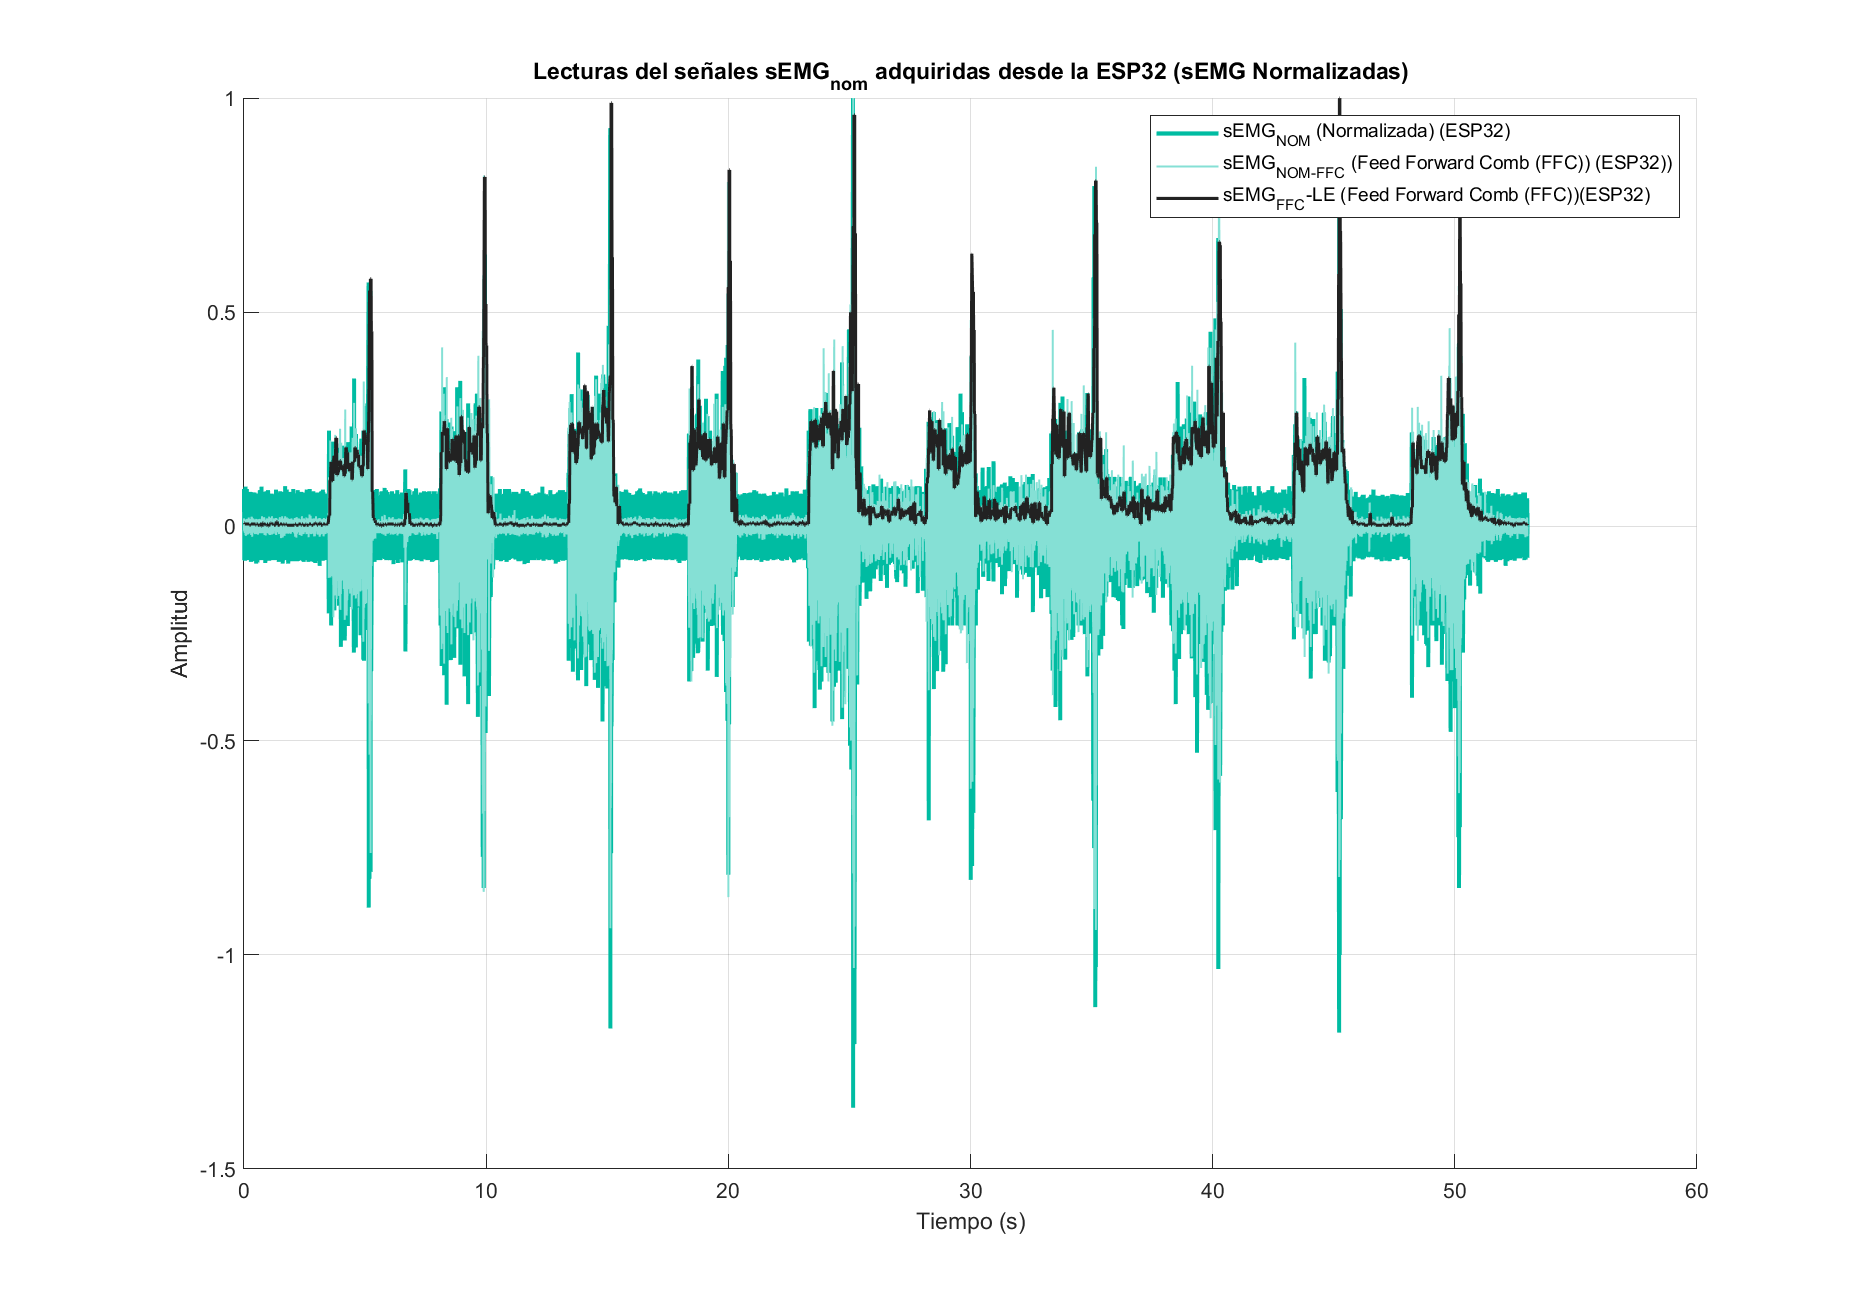 Lecturas del señales sEMGnom adquiridas desde la ESP32 (sEMG Normalizadas)
sEMGNOM (Normalizada) (ESP32)
sEMGNOM-FFC (Feed Forward Comb (FFC)) (ESP32))
sEMGFFC-LE (Feed Forward Comb (FFC))(ESP32)
1
0.5
0
-0.5
-1
-1.5
Amplitud
0 10 20 30 40 50 60
Tiempo (s)